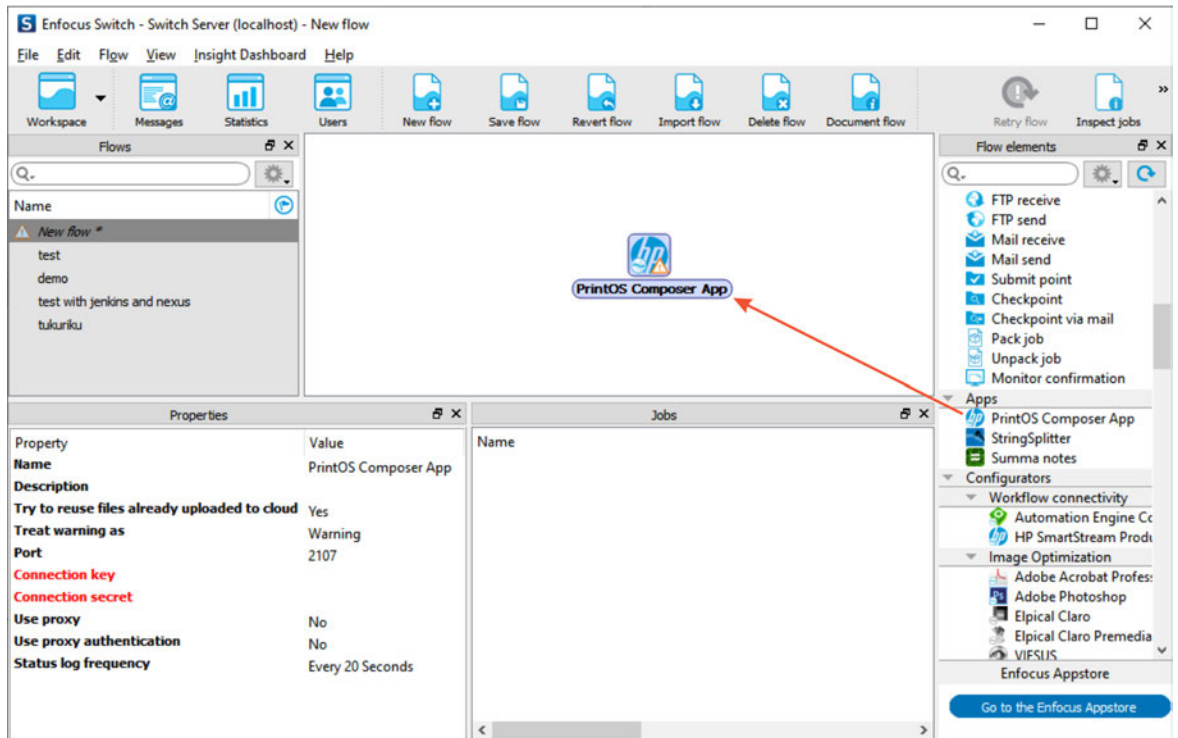 Enfocus Switch - Switch Server (localhost) - New flow
File Edit Flow View Insight Dashboard Help
Workspace Messages Statistics Users New flow Save flow Revert flow Import flow Delete flow Document flow Retry flow Inspect jobs »
Flows
Name
New flow *
test
demo
test with jenkins and nexus
tukuriku
hp
PrintOS Composer App
Properties
Property Value
Name PrintOS Composer App
Description
Try to reuse files already uploaded to cloud Yes
Treat warning as Warning
Port 2107
Connection key
Connection secret
Use proxy No
Use proxy authentication No
Status log frequency Every 20 Seconds
Jobs
Name
Flow elements
FTP receive
FTP send
Mail receive
Mail send
Submit point
Checkpoint
Checkpoint via mail
Pack job
Unpack job
Monitor confirmation
Apps
PrintOS Composer App
StringSplitter
Summa notes
Configurators
Workflow connectivity
Automation Engine Cc
HP SmartStream Produ
Image Optimization
Adobe Acrobat Profes:
Adobe Photoshop
Elpical Claro
Elpical Claro Premedia
VIESUS
Enfocus Appstore
Go to the Enfocus Appstore